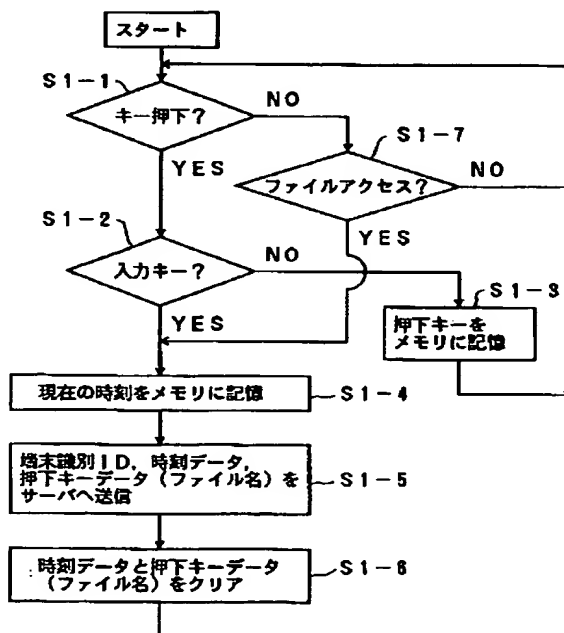 スタート
S1-1
キー押下?
NO
YES
S1-7
ファイルアクセス?
NO
YES
S1-2
入力キー?
NO
YES
S1-3
押下キーを
メモリに記憶
現在の時刻をメモリに記憶
S1-4
端末識別ID,時刻データ,
押下キーデータ(ファイル名)を
サーバへ送信
S1-5
時刻データと押下キーデータ
(ファイル名)をクリア
S1-6